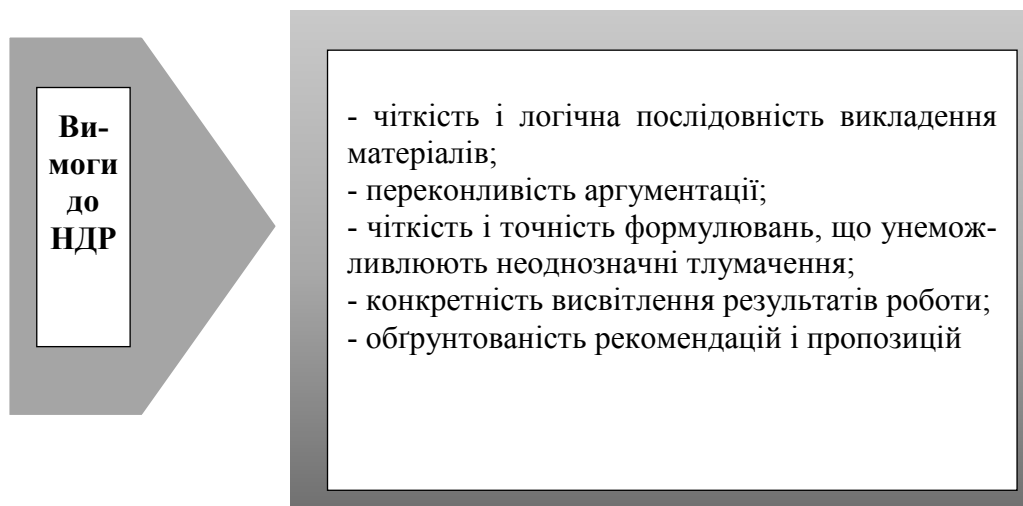 Ви-
моги
до
НДР
- чіткість і логічна послідовність викладення
матеріалів;
- переконливість аргументації;
- чіткість і точність формулювань, що унемож-
ливлюють неоднозначні тлумачення;
- конкретність висвітлення результатів роботи;
- обґрунтованість рекомендацій і пропозицій